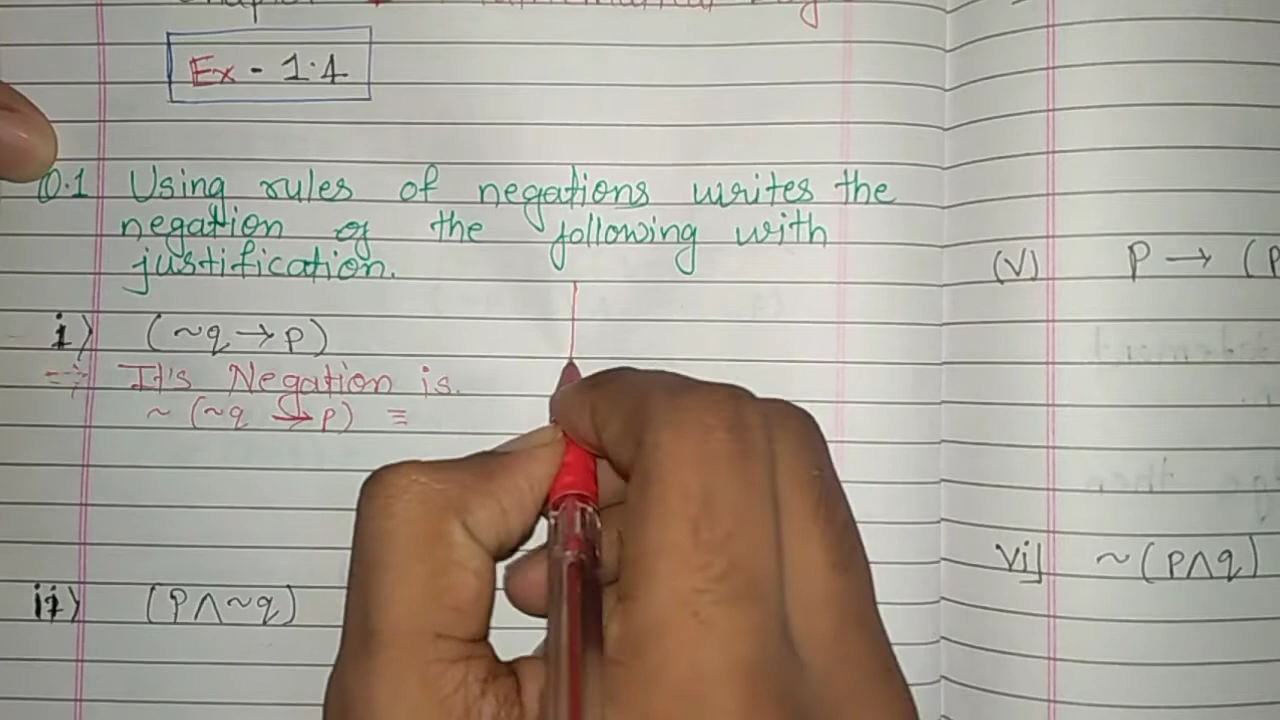 Ex - 1.4
Q.1 Using rules of negations writes the
negation of the following with
justification.
i) (~q → p)
It's Negation is.
~ (~q → p) ≡
ii) (p ∧ ~q)
(v) p → (p
vi) ~(p∧q)